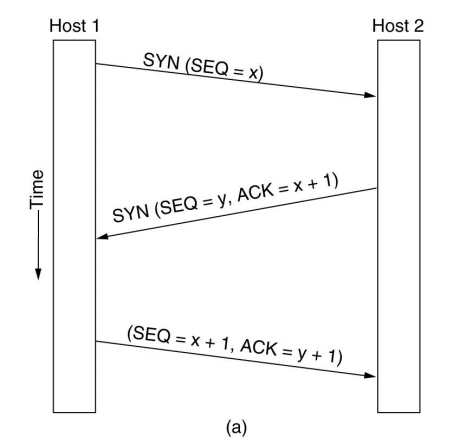 Host 1
Host 2
SYN (SEQ = x)
SYN (SEQ = y, ACK = x + 1)
Time
(SEQ = x + 1, ACK = y + 1)
(a)